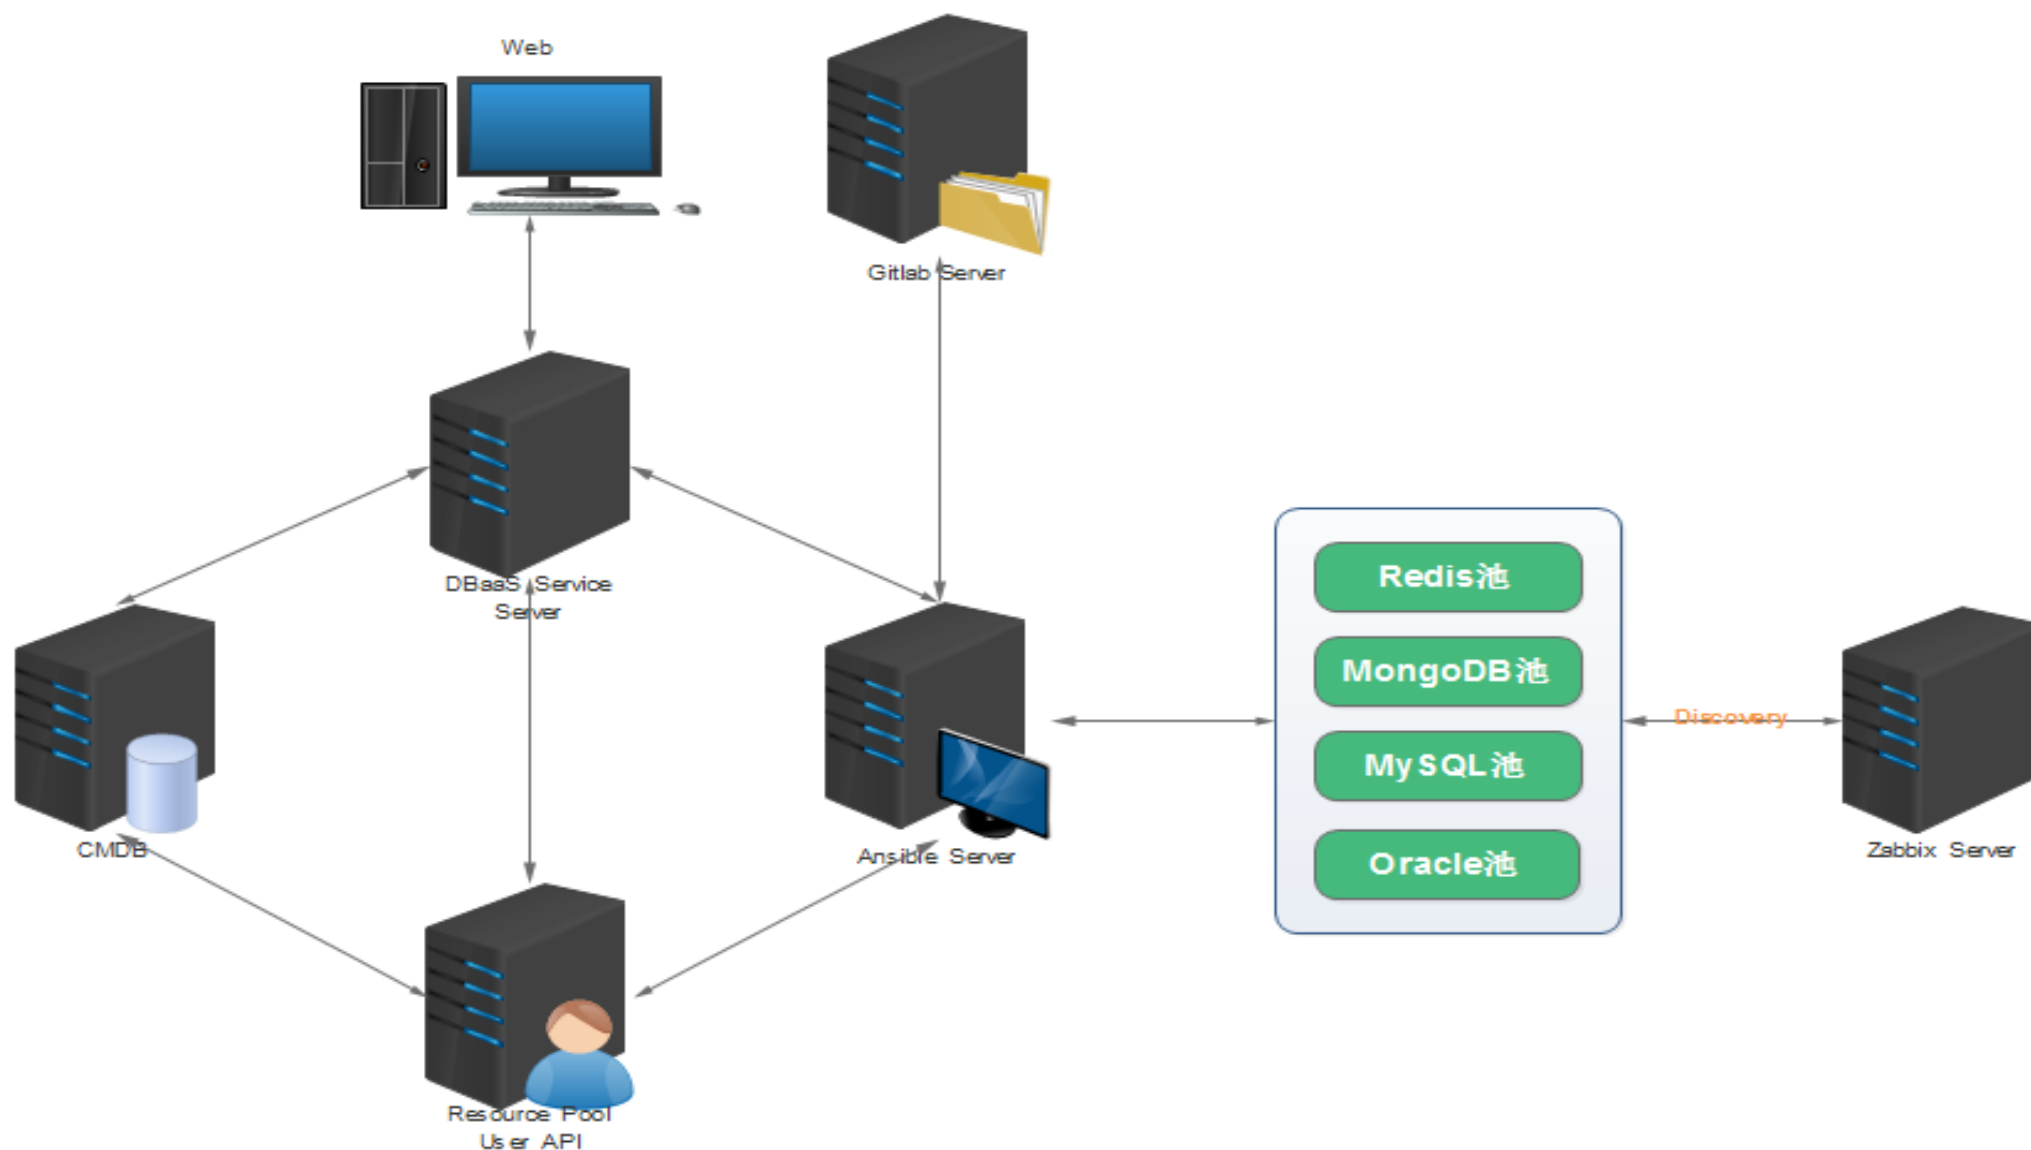 Web
Gitlab Server
DBaaS Service
Server
Redis池
MongoDB池
Discovery
MySQL池
CMDB
Ansible Server
Oracle池
Zabbix Server
Resource Pool
User API